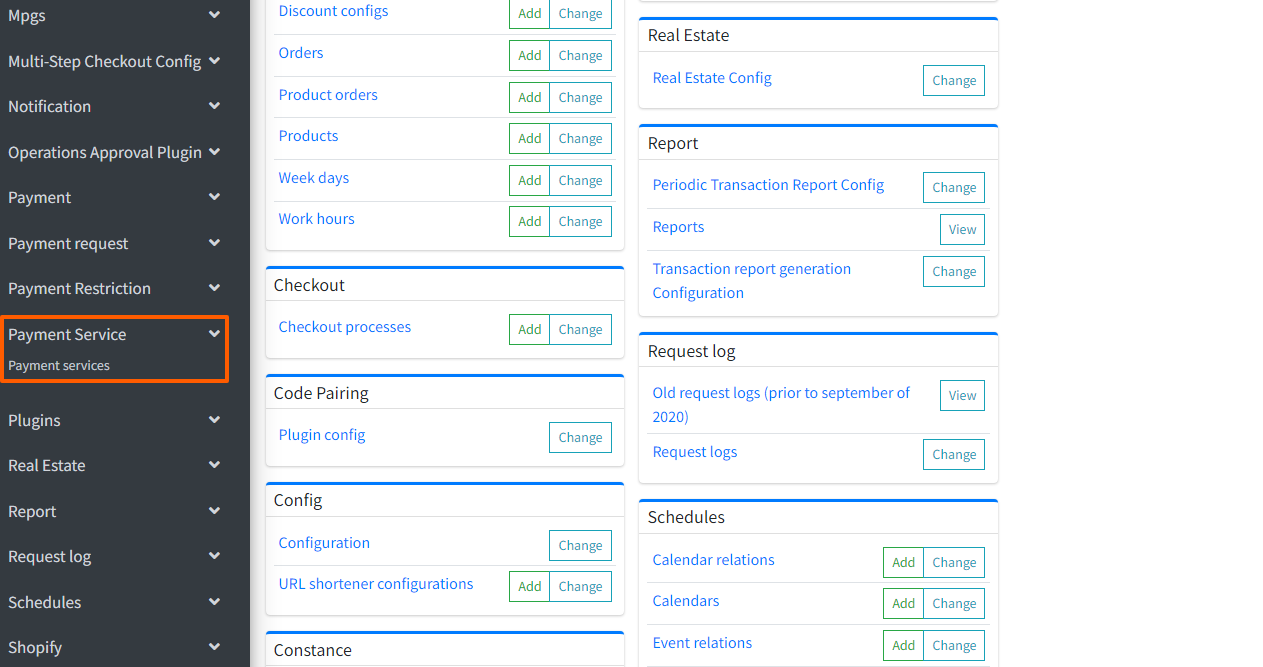 Mpgs
Multi-Step Checkout Config
Notification
Operations Approval Plugin
Payment
Payment request
Payment Restriction
Payment Service
Payment services
Plugins
Real Estate
Report
Request log
Schedules
Shopify
Discount configs Add Change
Orders Add Change
Product orders Add Change
Products Add Change
Week days Add Change
Work hours Add Change
Checkout
Checkout processes Add Change
Code Pairing
Plugin config Change
Config
Configuration Change
URL shortener configurations Add Change
Constance
Real Estate
Real Estate Config Change
Report
Periodic Transaction Report Config Change
Reports View
Transaction report generation Change
Configuration
Request log
Old request logs (prior to september of View
2020)
Request logs Change
Schedules
Calendar relations Add Change
Calendars Add Change
Event relations Add Change